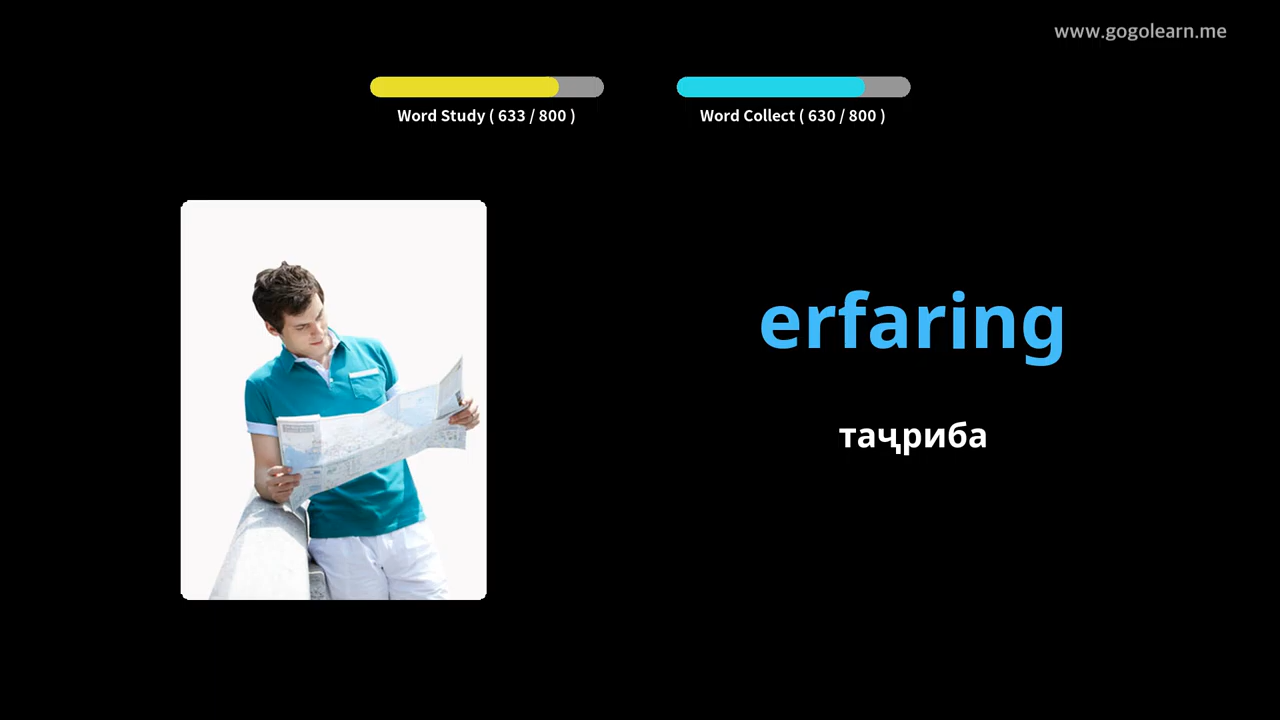 www.gogolearn.me
Word Study ( 633 / 800 )
Word Collect ( 630 / 800 )
erfaring
таҷриба